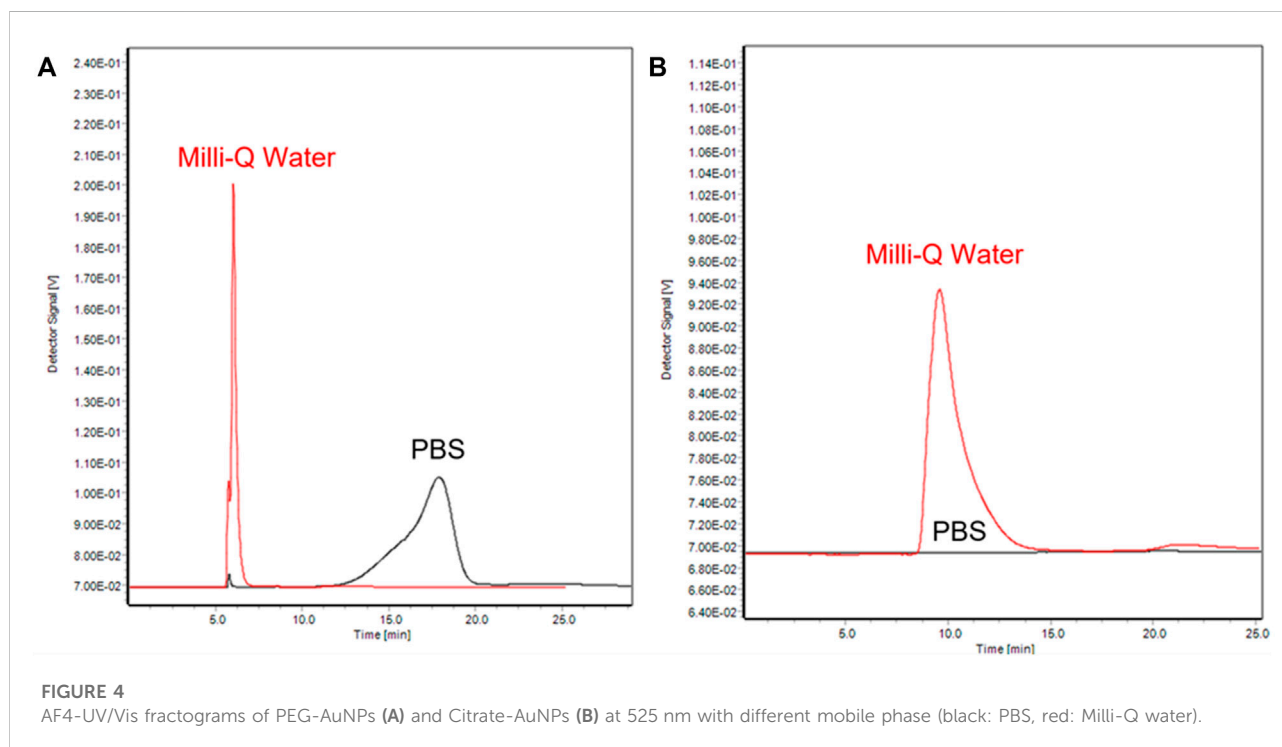 A
2.40E-01
2.30E-01
2.20E-01
2.10E-01
2.00E-01
1.90E-01
1.80E-01
1.70E-01
1.60E-01
1.50E-01
1.40E-01
1.30E-01
1.20E-01
1.10E-01
1.00E-01
9.00E-02
8.00E-02
7.00E-02
Detector Signal [V]
Milli-Q Water
PBS
5.0 10.0 15.0 20.0 25.0
Time [min]
B
1.14E-01
1.12E-01
1.10E-01
1.08E-01
1.06E-01
1.04E-01
1.02E-01
1.00E-01
9.80E-02
9.60E-02
9.40E-02
9.20E-02
9.00E-02
8.80E-02
8.60E-02
8.40E-02
8.20E-02
8.00E-02
7.80E-02
7.60E-02
7.40E-02
7.20E-02
7.00E-02
6.80E-02
6.60E-02
6.40E-02
Detector Signal [V]
Milli-Q Water
PBS
5.0 10.0 15.0 20.0 25.0
Time [min]
FIGURE 4
AF4-UV/Vis fractograms of PEG-AuNPs (A) and Citrate-AuNPs (B) at 525 nm with different mobile phase (black: PBS, red: Milli-Q water).